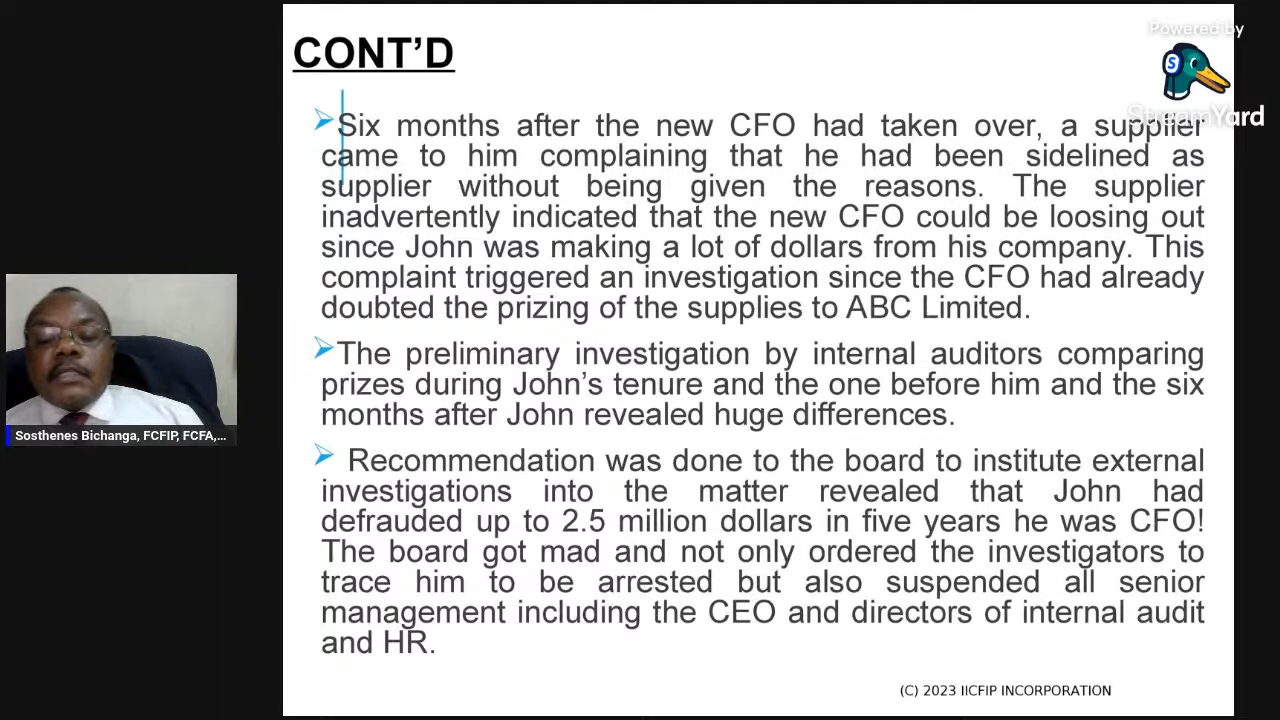 CONT’D
Powered by
StreamYard
Six months after the new CFO had taken over, a supplier
came to him complaining that he had been sidelined as
supplier without being given the reasons. The supplier
inadvertently indicated that the new CFO could be loosing out
since John was making a lot of dollars from his company. This
complaint triggered an investigation since the CFO had already
doubted the prizing of the supplies to ABC Limited.
The preliminary investigation by internal auditors comparing
prizes during John’s tenure and the one before him and the six
months after John revealed huge differences.
Recommendation was done to the board to institute external
investigations into the matter revealed that John had
defrauded up to 2.5 million dollars in five years he was CFO!
The board got mad and not only ordered the investigators to
trace him to be arrested but also suspended all senior
management including the CEO and directors of internal audit
and HR.
Sosthenes Bichanga, FCFIP, FCFA,...
(C) 2023 IICFIP INCORPORATION